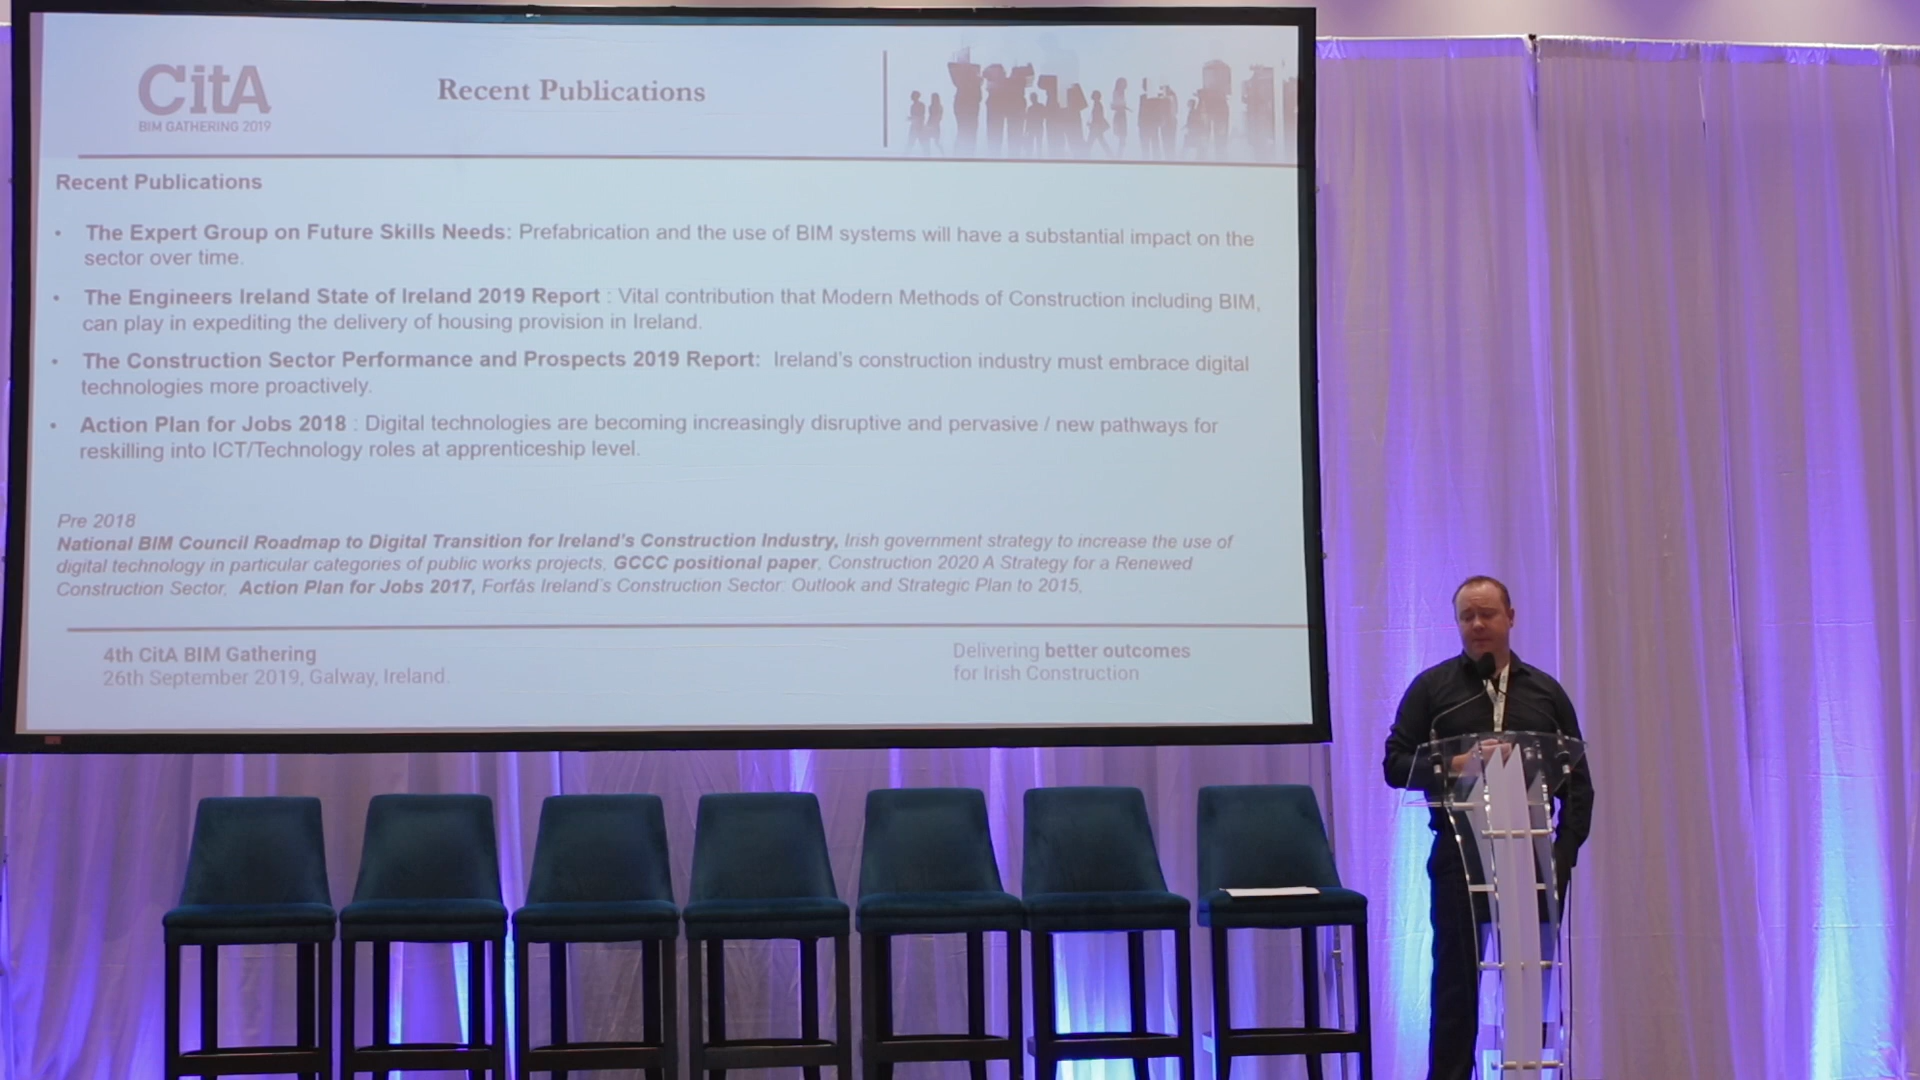 CitA
BIM GATHERING 2019
Recent Publications
Recent Publications
• The Expert Group on Future Skills Needs: Prefabrication and the use of BIM systems will have a substantial impact on the
sector over time.
• The Engineers Ireland State of Ireland 2019 Report : Vital contribution that Modern Methods of Construction including BIM,
can play in expediting the delivery of housing provision in Ireland.
• The Construction Sector Performance and Prospects 2019 Report: Ireland's construction industry must embrace digital
technologies more proactively.
• Action Plan for Jobs 2018 : Digital technologies are becoming increasingly disruptive and pervasive / new pathways for
reskilling into ICT/Technology roles at apprenticeship level.
Pre 2018
National BIM Council Roadmap to Digital Transition for Ireland's Construction Industry, Irish government strategy to increase the use of
digital technology in particular categories of public works projects, GCCC positional paper, Construction 2020 A Strategy for a Renewed
Construction Sector, Action Plan for Jobs 2017, Forfás Ireland's Construction Sector: Outlook and Strategic Plan to 2015,
4th CitA BIM Gathering
26th September 2019, Galway, Ireland.
Delivering better outcomes
for Irish Construction